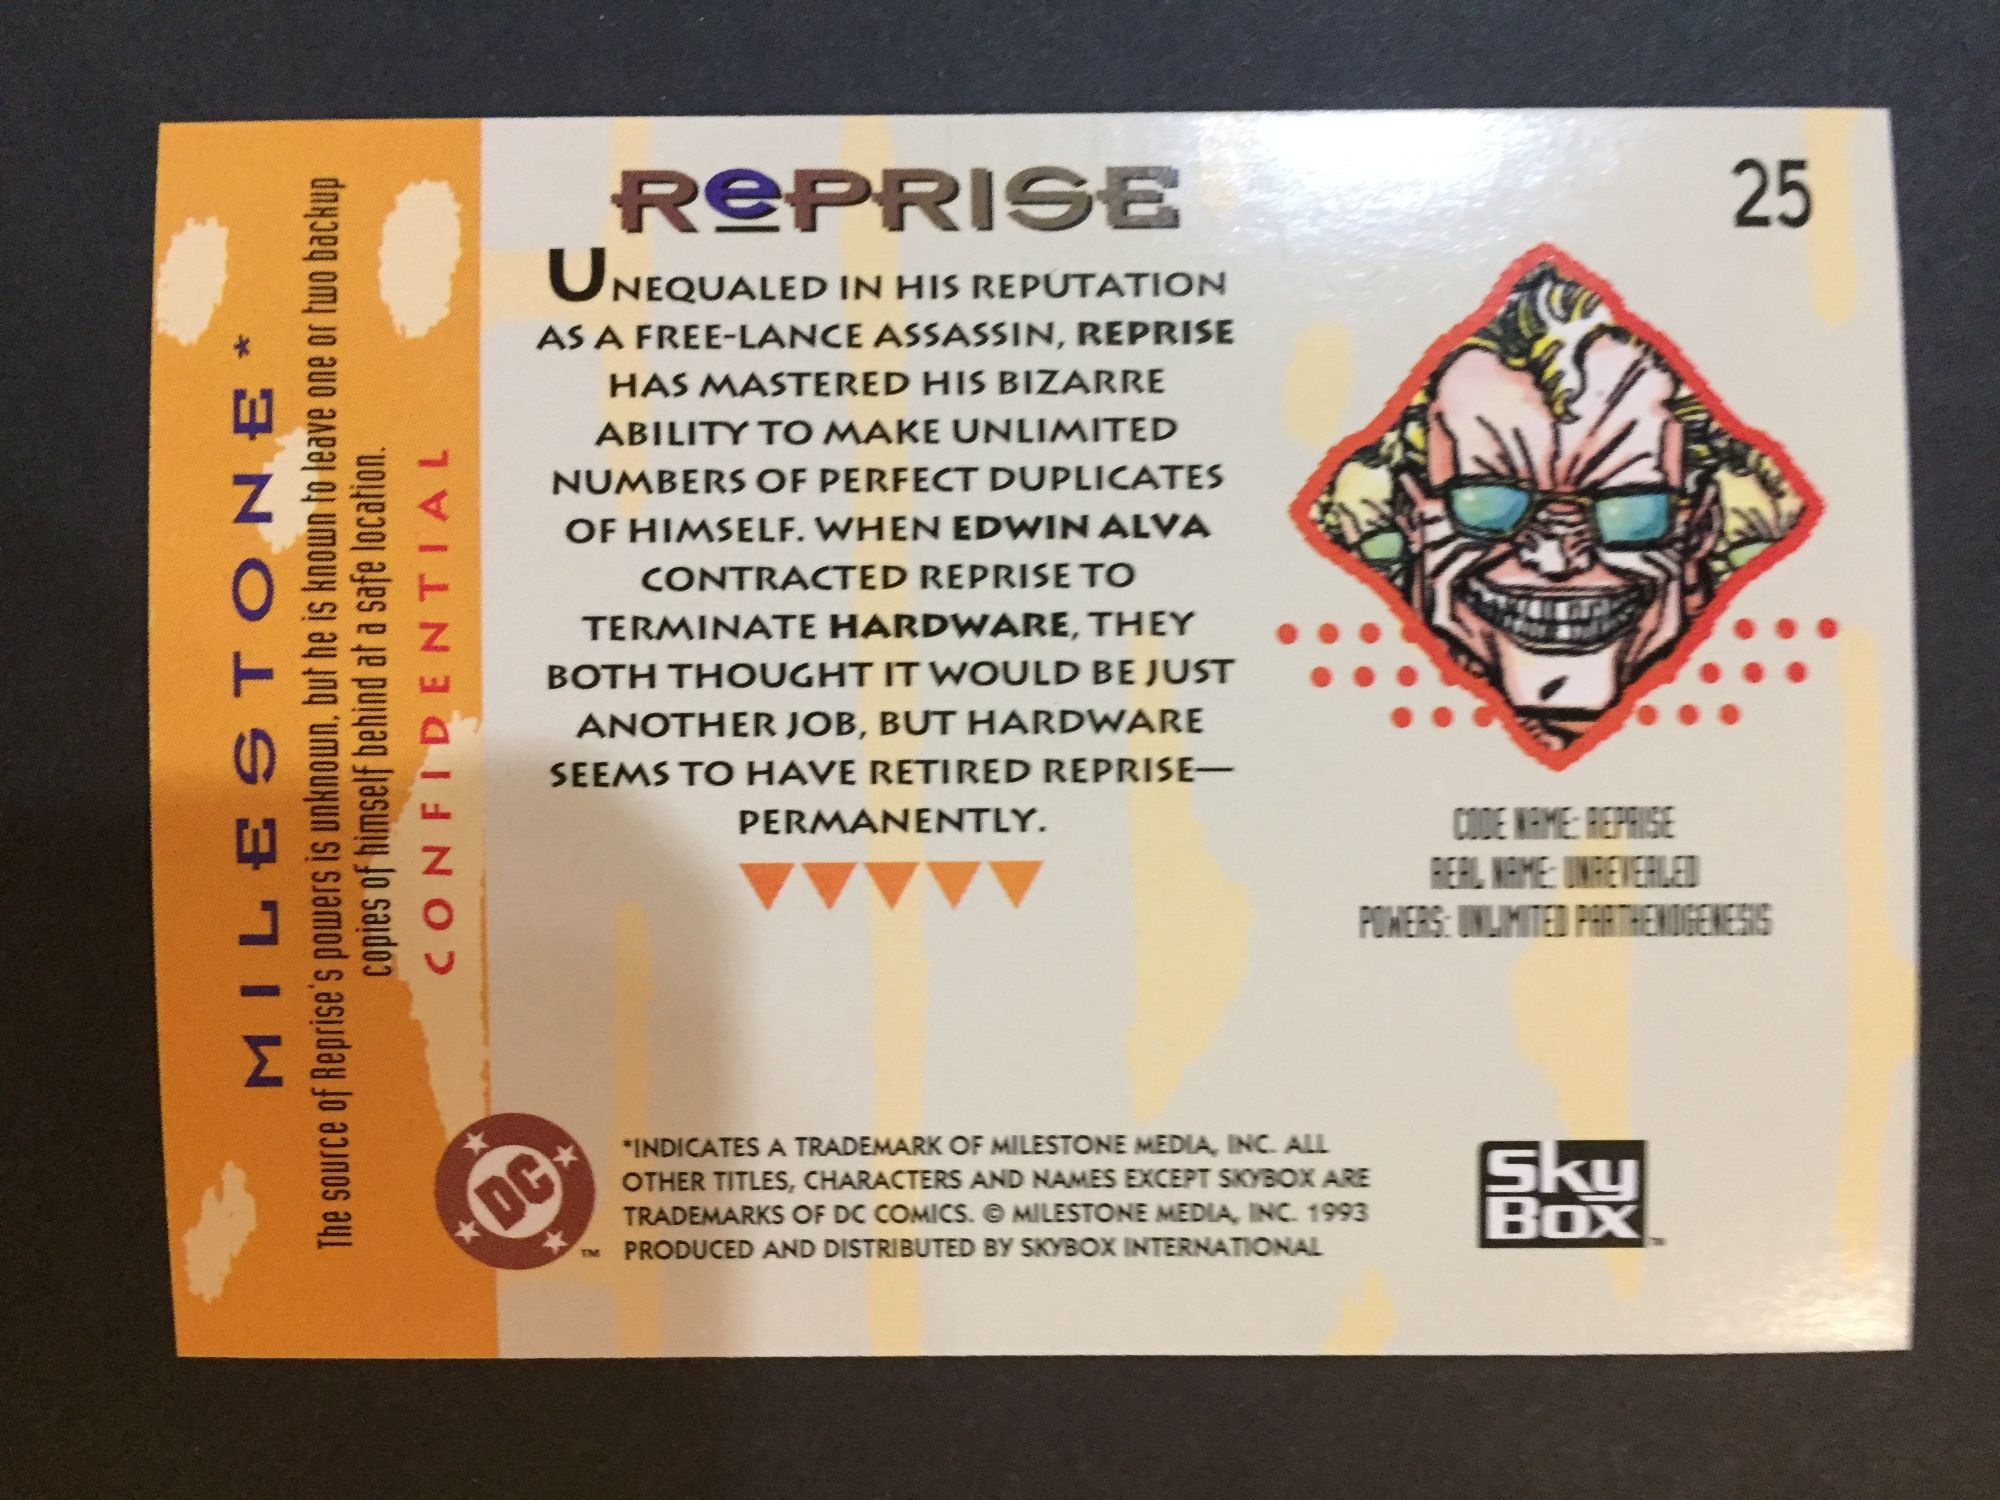 MILESTONE*
The source of Reprise's powers is unknown, but he is known to leave one or two backup
copies of himself behind at a safe location.
CONFIDENTIAL
RePRISE
25
UNEQUALED IN HIS REPUTATION
AS A FREE-LANCE ASSASSIN, REPRISE
HAS MASTERED HIS BIZARRE
ABILITY TO MAKE UNLIMITED
NUMBERS OF PERFECT DUPLICATES
OF HIMSELF. WHEN EDWIN ALVA
CONTRACTED REPRISE TO
TERMINATE HARDWARE, THEY
BOTH THOUGHT IT WOULD BE JUST
ANOTHER JOB, BUT HARDWARE
SEEMS TO HAVE RETIRED REPRISE—
PERMANENTLY.
CODE NAME: REPRISE
REAL NAME: UNREVEALED
POWERS: UNLIMITED PARTHENOGENESIS
DC
TM
*INDICATES A TRADEMARK OF MILESTONE MEDIA, INC. ALL
OTHER TITLES, CHARACTERS AND NAMES EXCEPT SKYBOX ARE
TRADEMARKS OF DC COMICS. © MILESTONE MEDIA, INC. 1993
PRODUCED AND DISTRIBUTED BY SKYBOX INTERNATIONAL
Sky
Box
TM